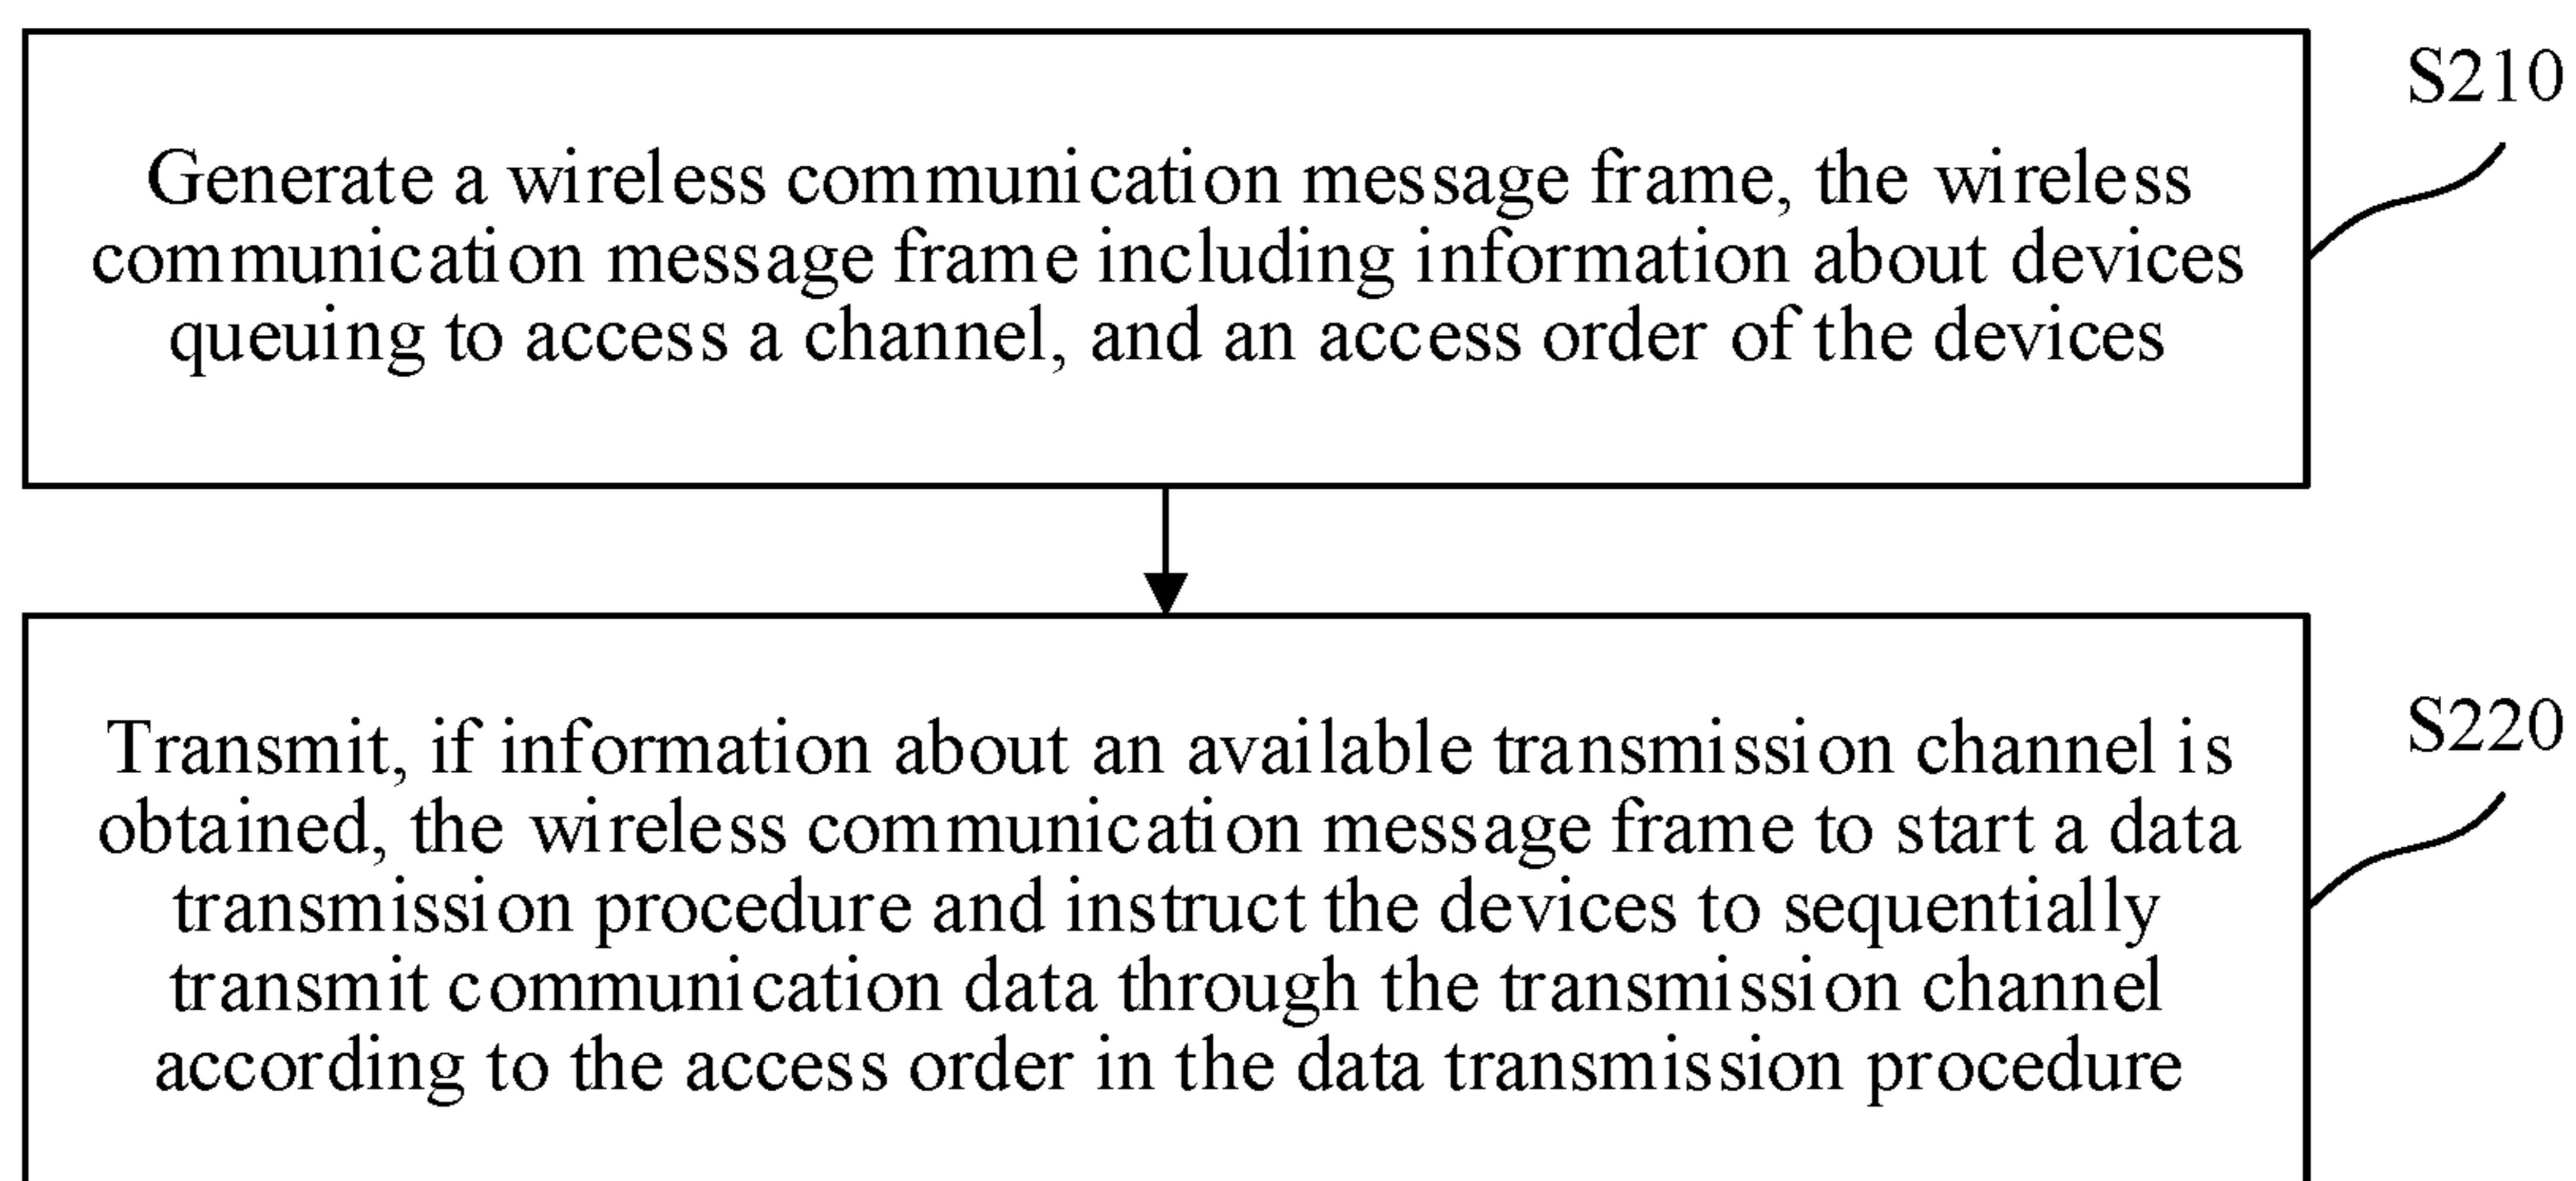 S210
Generate a wireless communication message frame, the wireless
communication message frame including information about devices
queuing to access a channel, and an access order of the devices
S220
Transmit, if information about an available transmission channel is
obtained, the wireless communication message frame to start a data
transmission procedure and instruct the devices to sequentially
transmit communication data through the transmission channel
according to the access order in the data transmission procedure